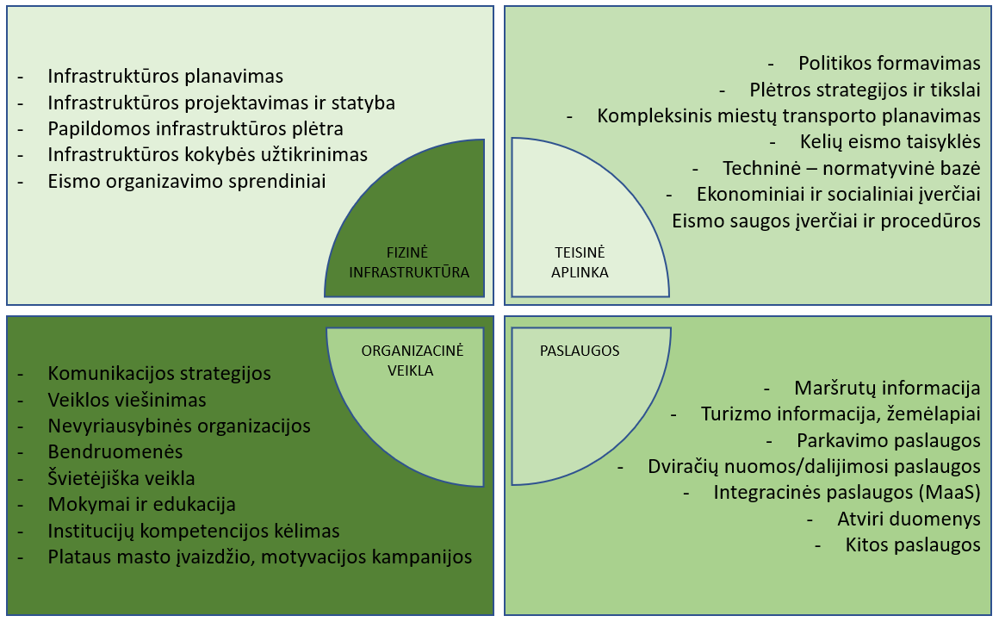 - Infrastruktūros planavimas
- Infrastruktūros projektavimas ir statyba
- Papildomos infrastruktūros plėtra
- Infrastruktūros kokybės užtikrinimas
- Eismo organizavimo sprendiniai
FIZINĖ
INFRASTRUKTŪRA
- Politikos formavimas
- Plėtros strategijos ir tikslai
- Kompleksinis miestų transporto planavimas
- Kelių eismo taisyklės
- Techninė – normatyvinė bazė
- Ekonominiai ir socialiniai įverčiai
Eismo saugos įverčiai ir procedūros
TEISINĖ
APLINKA
ORGANIZACINĖ
VEIKLA
- Komunikacijos strategijos
- Veiklos viešinimas
- Nevyriausybinės organizacijos
- Bendruomenės
- Švietėjiška veikla
- Mokymai ir edukacija
- Institucijų kompetencijos kėlimas
- Plataus masto įvaizdžio, motyvacijos kampanijos
PASLAUGOS
- Maršrutų informacija
- Turizmo informacija, žemėlapiai
- Parkavimo paslaugos
- Dviračių nuomos/dalijimosi paslaugos
- Integracinės paslaugos (MaaS)
- Atviri duomenys
- Kitos paslaugos